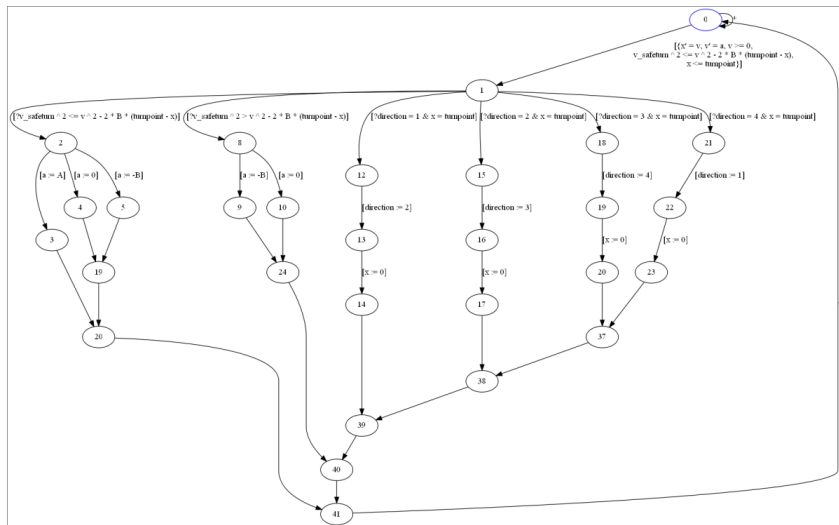 0
*
[{x' = v, v' = a, v >= 0,
v_safeturn ^ 2 <= v ^ 2 - 2 * B * (turnpoint - x),
x <= turnpoint}]
1
[?v_safeturn ^ 2 <= v ^ 2 - 2 * B * (turnpoint - x)]
[?v_safeturn ^ 2 > v ^ 2 - 2 * B * (turnpoint - x)]
[?direction = 1 & x = turnpoint]
[?direction = 2 & x = turnpoint]
[?direction = 3 & x = turnpoint]
[?direction = 4 & x = turnpoint]
2
8
18
21
[a := A]
[a := 0]
[a := -B]
[a := -B]
[a := 0]
12
15
[direction := 4]
[direction := 1]
4
5
9
10
[direction := 2]
[direction := 3]
19
22
3
13
16
[x := 0]
[x := 0]
19
24
[x := 0]
[x := 0]
20
23
14
17
20
37
38
39
40
41